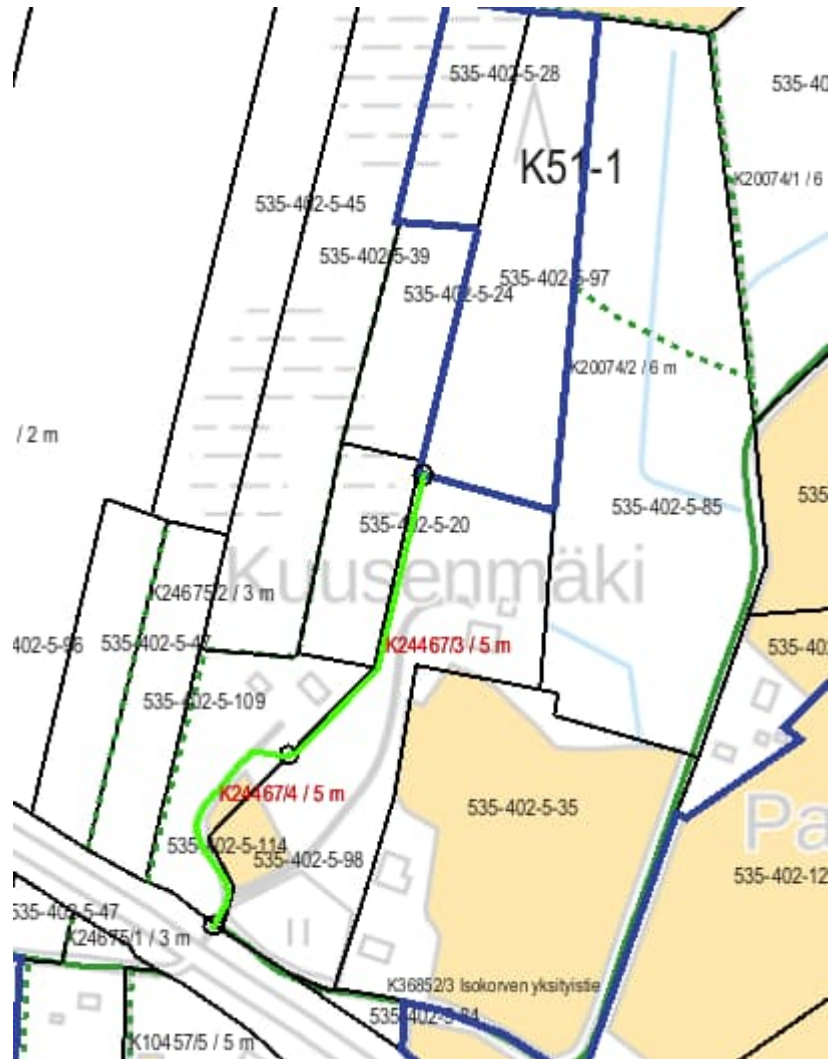 535-402-5-28
535-40
K51-1
K20074/1 / 6
535-402-5-45
535-402-5-39
535-402-5-97
535-402-5-24
K20074/2 / 6 m
/ 2 m
535
535-402-5-85
535-402-5-20
Kuusenmäki
K24675/2 / 3 m
402-5-96
535-402-5-47
K24467/3 / 5 m
535-402
535-402-5-109
K24467/4 / 5 m
535-402-5-35
Pa
535-402-5-114
535-402-5-98
535-402-12
535-402-5-47
K24675/1 / 3 m
K36852/3 Isokorven yksityistie
535-402-5-84
K10457/5 / 5 m